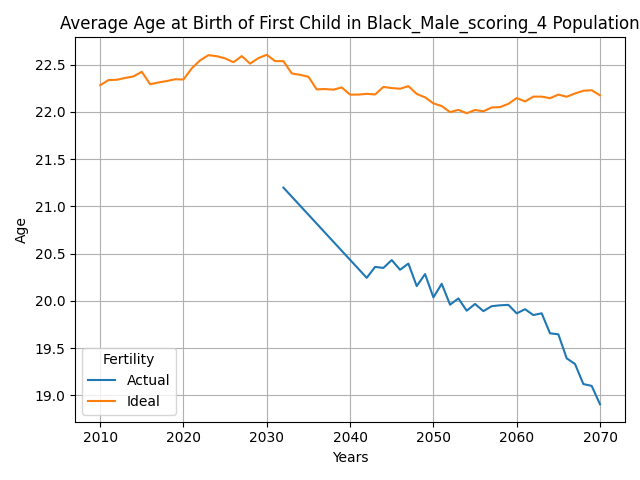 Average Age at Birth of First Child in Black_Male_scoring_4 Population
Age
22.5
22.0
21.5
21.0
20.5
20.0
19.5
19.0
Fertility
Actual
Ideal
2010 2020 2030 2040 2050 2060 2070
Years